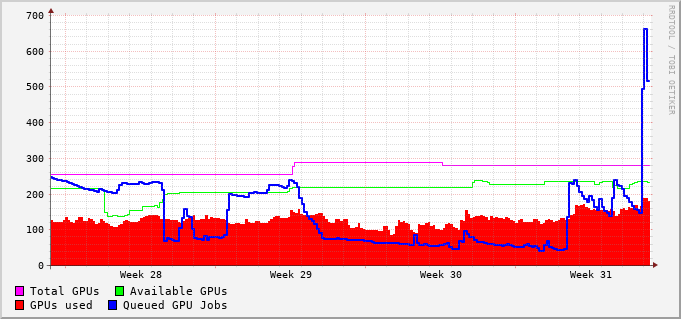 700
600
500
400
300
200
100
0
Week 28 Week 29 Week 30 Week 31
Total GPUs Available GPUs
GPUs used Queued GPU Jobs
RRDTOOL / TOBI OETIKER